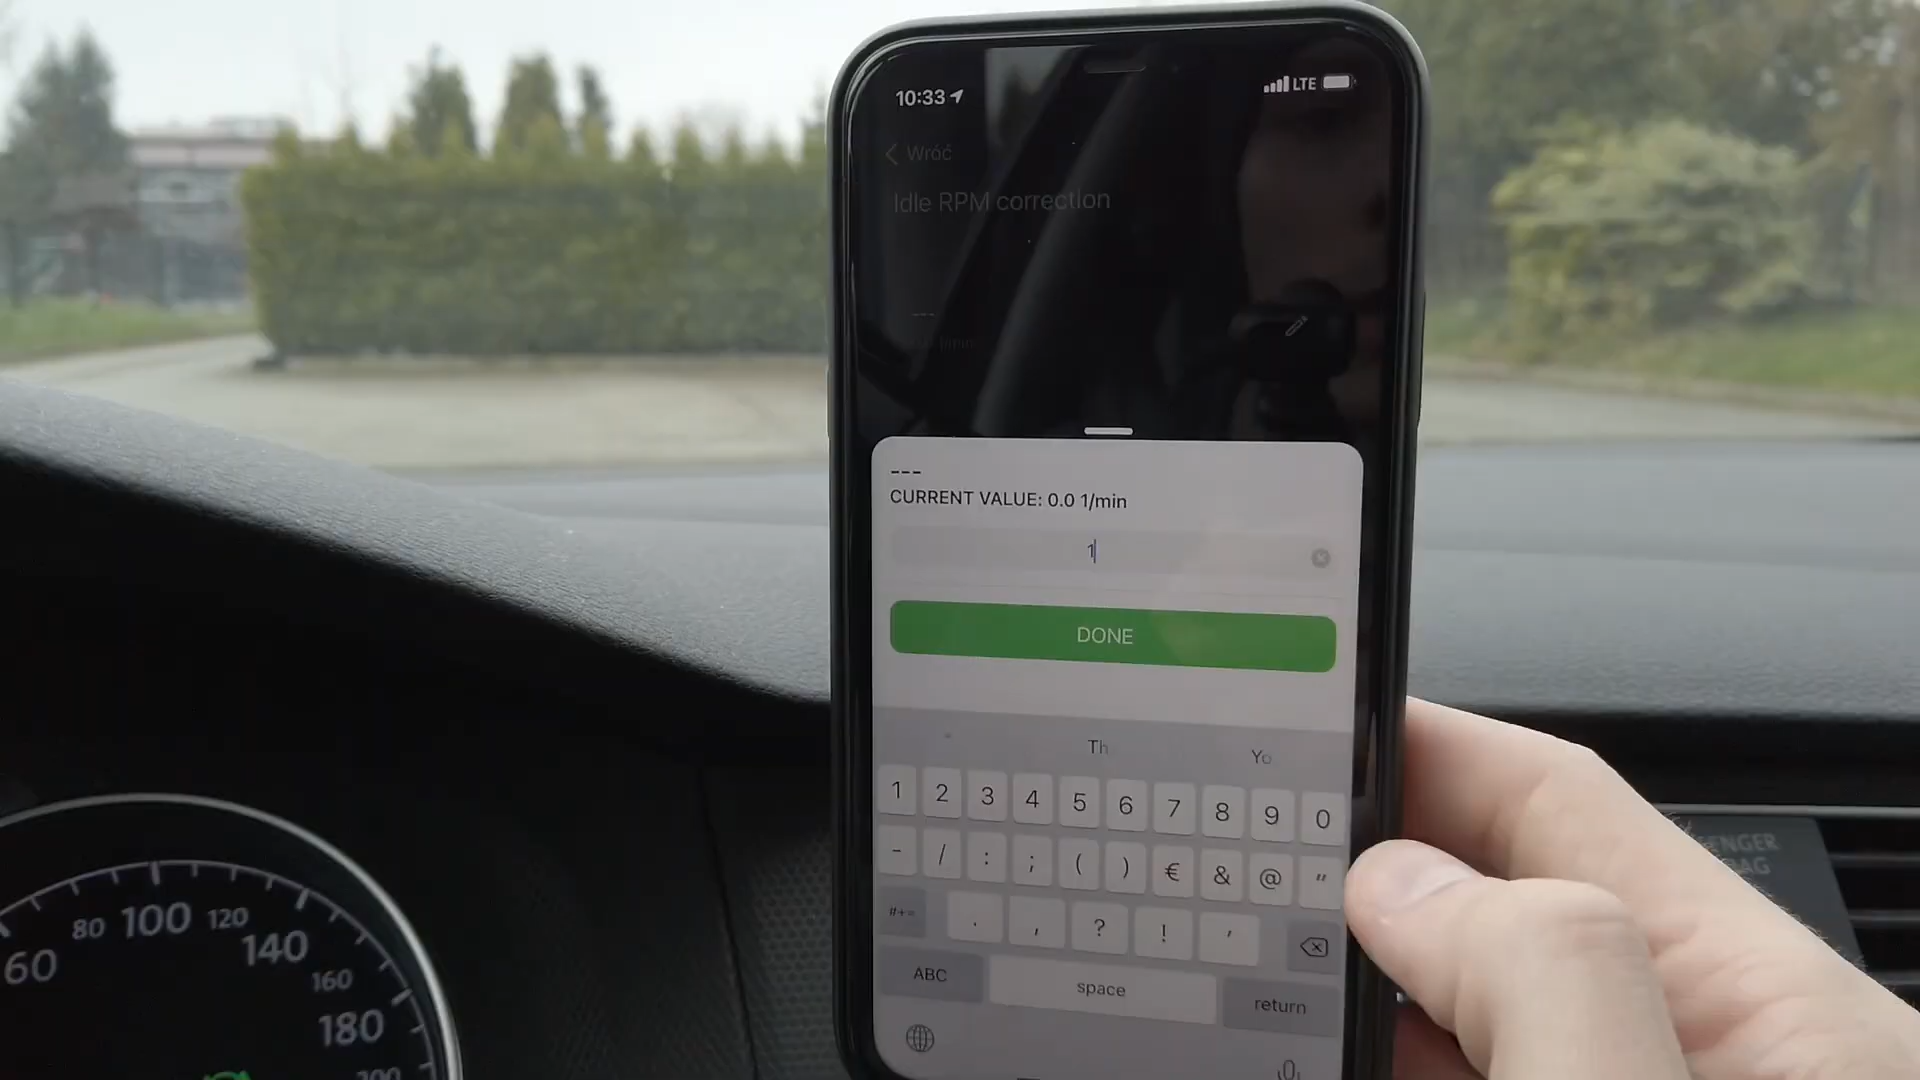 10:33
LTE
Wróć
Idle RPM correction
---
---
CURRENT VALUE: 0.0 1/min
1
DONE
Th
Yo
1 2 3 4 5 6 7 8 9 0
- / : ; ( ) € & @ "
#+= . , ? ! '
ABC space return
60 80 100 120 140 160 180 200